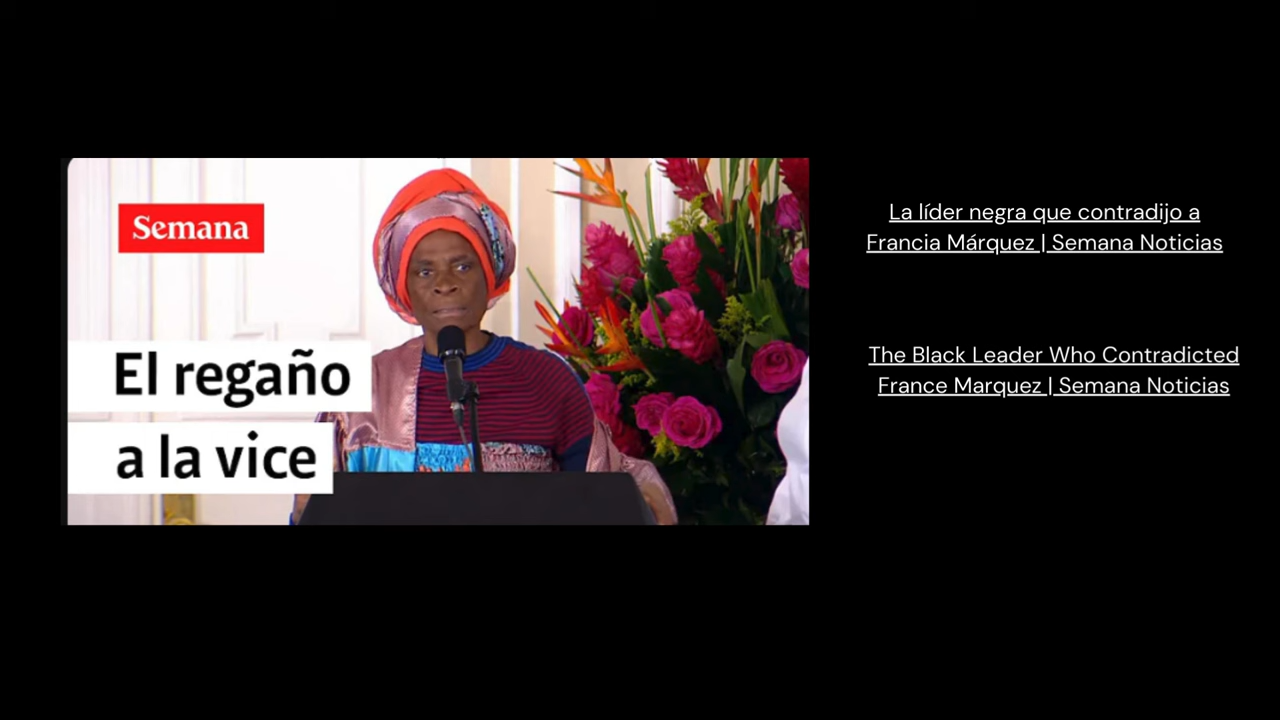 Semana
El regaño
a la vice
La líder negra que contradijo a
Francia Márquez | Semana Noticias
The Black Leader Who Contradicted
France Marquez | Semana Noticias